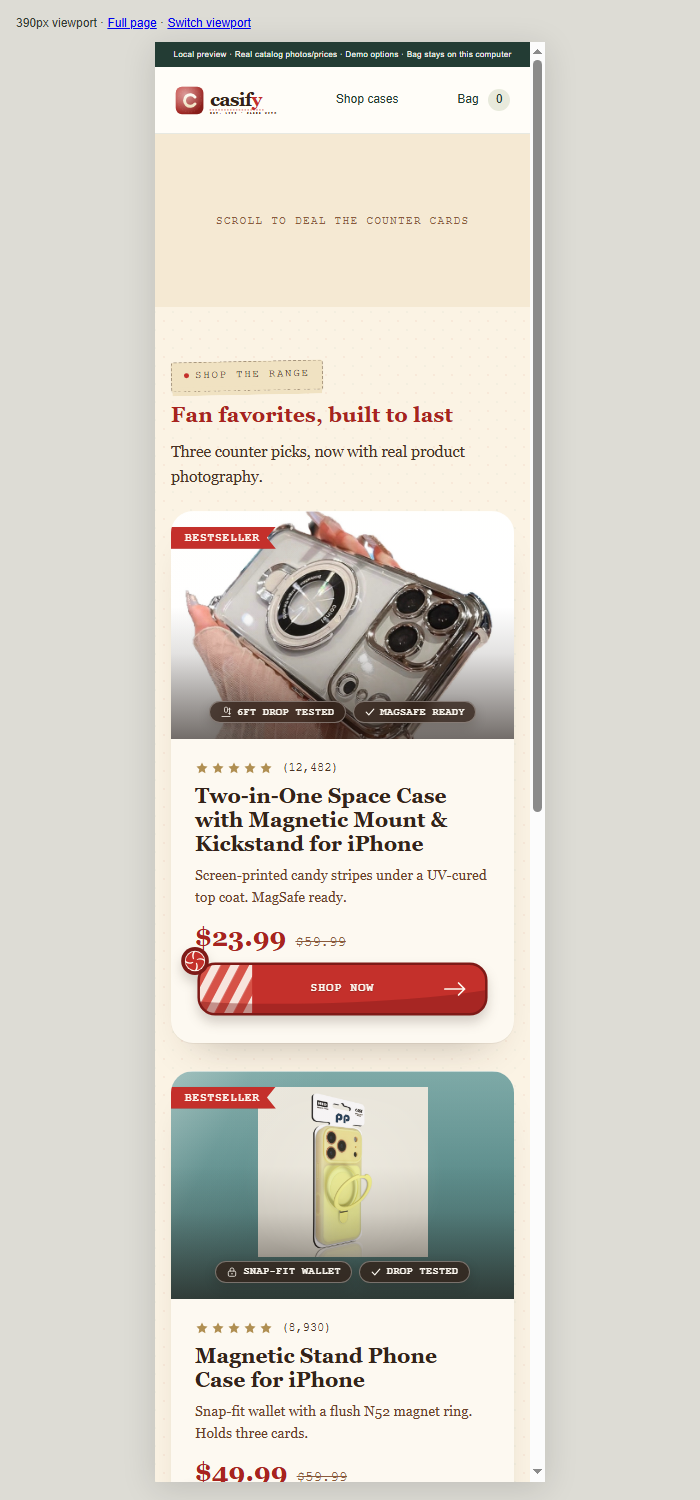 390px viewport · Full page · Switch viewport
Local preview · Real catalog photos/prices · Demo options · Bag stays on this computer
C casify
Shop cases
Bag 0
SCROLL TO DEAL THE COUNTER CARDS
SHOP THE RANGE
Fan favorites, built to last
Three counter picks, now with real product
photography.
BESTSELLER
6FT DROP TESTED
MAGSAFE READY
(12,482)
Two-in-One Space Case
with Magnetic Mount &
Kickstand for iPhone
Screen-printed candy stripes under a UV-cured
top coat. MagSafe ready.
$23.99 $59.99
SHOP NOW
BESTSELLER
PP
SNAP-FIT WALLET
DROP TESTED
(8,930)
Magnetic Stand Phone
Case for iPhone
Snap-fit wallet with a flush N52 magnet ring.
Holds three cards.
$49.99 $59.99